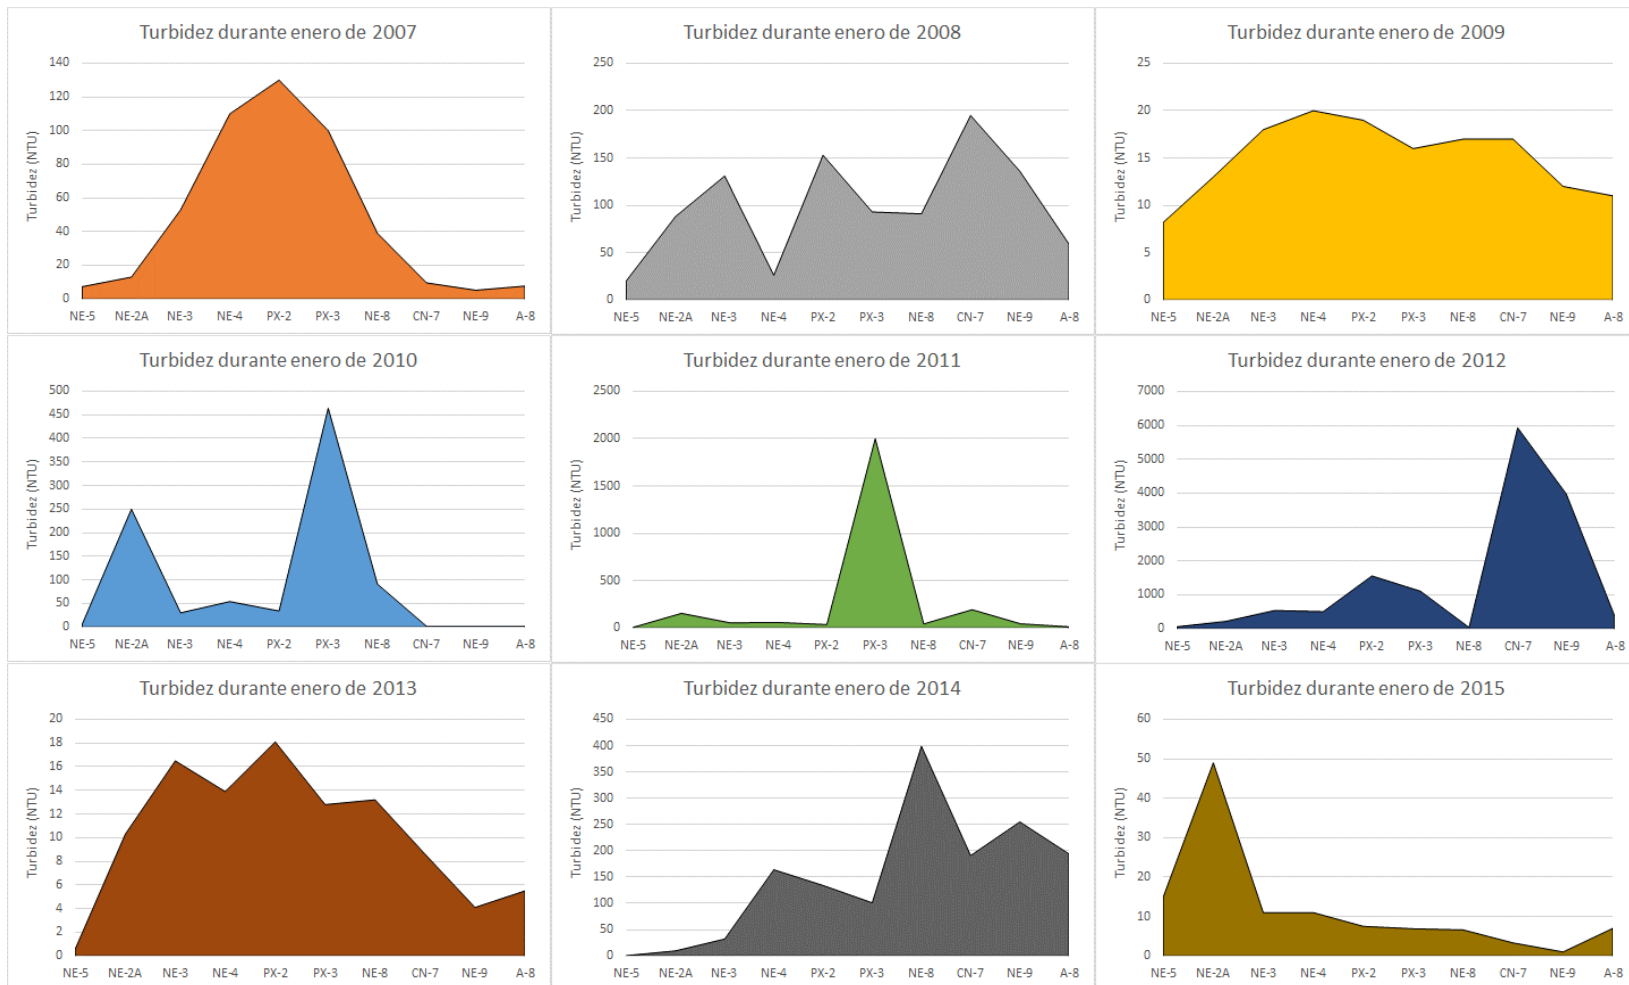 Turbidez durante enero de 2007
140
120
100
80
60
40
20
0
Turbidez (NTU)
NE-5 NE-2A NE-3 NE-4 PX-2 PX-3 NE-8 CN-7 NE-9 A-8
Turbidez durante enero de 2008
250
200
150
100
50
0
Turbidez (NTU)
NE-5 NE-2A NE-3 NE-4 PX-2 PX-3 NE-8 CN-7 NE-9 A-8
Turbidez durante enero de 2009
25
20
15
10
5
0
Turbidez (NTU)
NE-5 NE-2A NE-3 NE-4 PX-2 PX-3 NE-8 CN-7 NE-9 A-8
Turbidez durante enero de 2010
500
450
400
350
300
250
200
150
100
50
0
Turbidez (NTU)
NE-5 NE-2A NE-3 NE-4 PX-2 PX-3 NE-8 CN-7 NE-9 A-8
Turbidez durante enero de 2011
2500
2000
1500
1000
500
0
Turbidez (NTU)
NE-5 NE-2A NE-3 NE-4 PX-2 PX-3 NE-8 CN-7 NE-9 A-8
Turbidez durante enero de 2012
7000
6000
5000
4000
3000
2000
1000
0
Turbidez (NTU)
NE-5 NE-2A NE-3 NE-4 PX-2 PX-3 NE-8 CN-7 NE-9 A-8
Turbidez durante enero de 2013
20
18
16
14
12
10
8
6
4
2
0
Turbidez (NTU)
NE-5 NE-2A NE-3 NE-4 PX-2 PX-3 NE-8 CN-7 NE-9 A-8
Turbidez durante enero de 2014
450
400
350
300
250
200
150
100
50
0
Turbidez (NTU)
NE-5 NE-2A NE-3 NE-4 PX-2 PX-3 NE-8 CN-7 NE-9 A-8
Turbidez durante enero de 2015
60
50
40
30
20
10
0
Turbidez (NTU)
NE-5 NE-2A NE-3 NE-4 PX-2 PX-3 NE-8 CN-7 NE-9 A-8